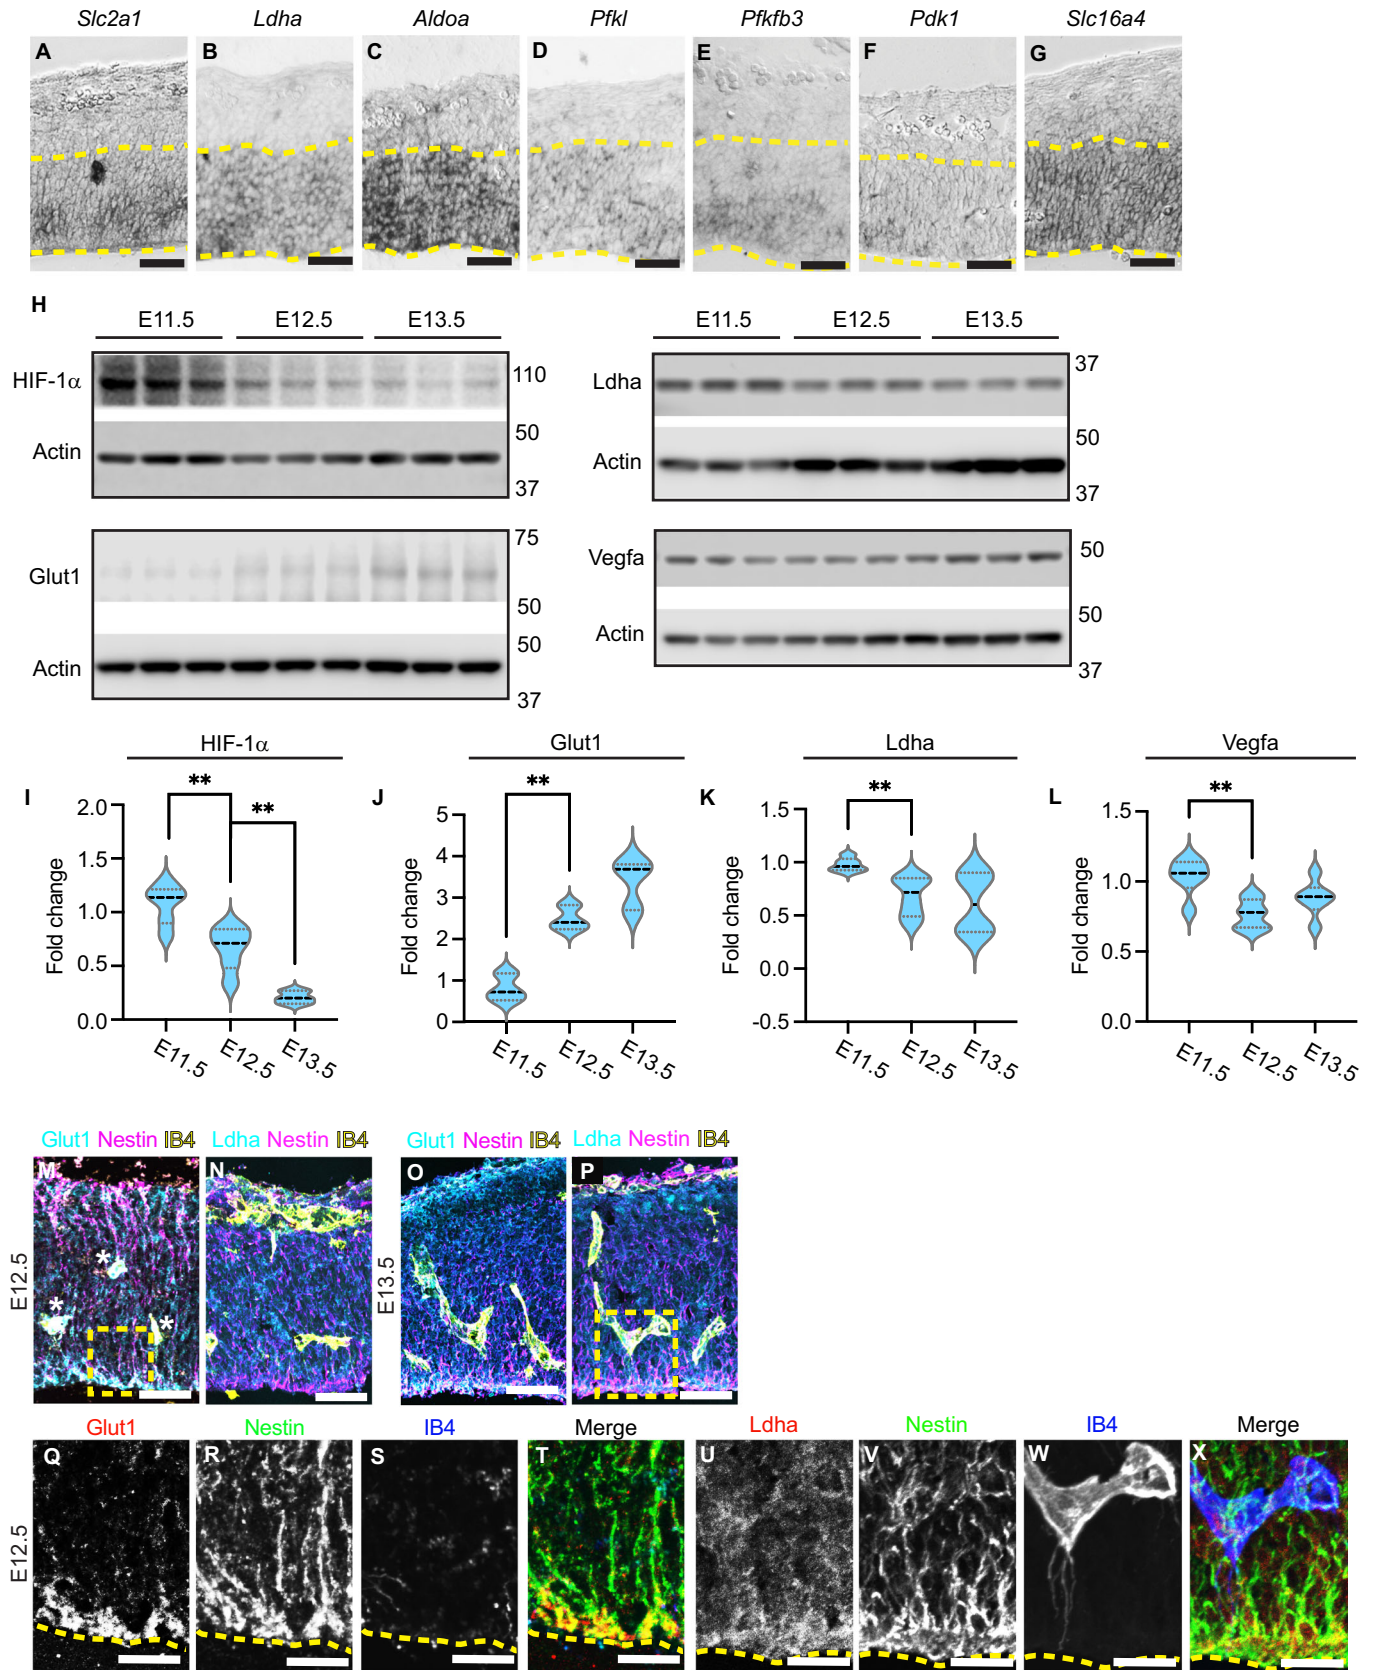 Slc2a1 Ldha Aldoa Pfkl Pfkfb3 Pdk1 Slc16a4
A B C D E F G
H
E11.5 E12.5 E13.5 E11.5 E12.5 E13.5
HIF-1α 110 Ldha 37
Actin 50 37 Actin 50 37
Glut1 75 50 Vegfa 50
Actin 50 37 Actin 50 37
HIF-1α Glut1 Ldha Vegfa
I J K L
** ** ** ** **
Fold change 2.0 1.5 1.0 0.5 0.0
E11.5 E12.5 E13.5
Fold change 5 4 3 2 1 0
E11.5 E12.5 E13.5
Fold change 1.5 1.0 0.5 0.0 -0.5
E11.5 E12.5 E13.5
Fold change 1.5 1.0 0.5 0.0
E11.5 E12.5 E13.5
Glut1 Nestin IB4 Ldha Nestin IB4 Glut1 Nestin IB4 Ldha Nestin IB4
E12.5 M N E13.5 O P
* * *
Glut1 Nestin IB4 Merge Ldha Nestin IB4 Merge
E12.5 Q R S T U V W X